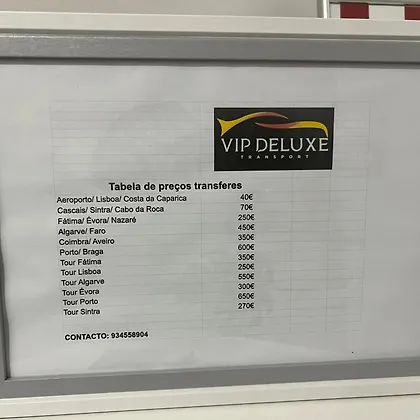 VIP DELUXE
TRANSPORT
Tabela de preços transferes
Aeroporto/ Lisboa/ Costa da Caparica 40€
Cascais/ Sintra/ Cabo da Roca 70€
Fátima/ Évora/ Nazaré 250€
Algarve/ Faro 450€
Coimbra/ Aveiro 350€
Porto/ Braga 600€
Tour Fátima 350€
Tour Lisboa 250€
Tour Algarve 550€
Tour Évora 300€
Tour Porto 650€
Tour Sintra 270€
CONTACTO: 934558904